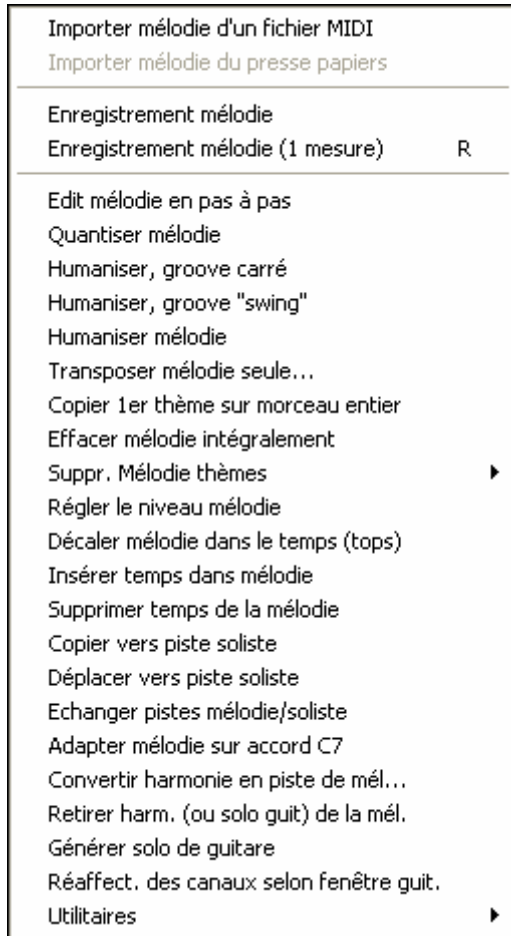 Importer mélodie d'un fichier MIDI
Importer mélodie du presse papiers
Enregistrement mélodie
Enregistrement mélodie (1 mesure) R
Edit mélodie en pas à pas
Quantiser mélodie
Humaniser, groove carré
Humaniser, groove "swing"
Humaniser mélodie
Transposer mélodie seule...
Copier 1er thème sur morceau entier
Effacer mélodie intégralement
Suppr. Mélodie thèmes
Régler le niveau mélodie
Décaler mélodie dans le temps (tops)
Insérer temps dans mélodie
Supprimer temps de la mélodie
Copier vers piste soliste
Déplacer vers piste soliste
Echanger pistes mélodie/soliste
Adapter mélodie sur accord C7
Convertir harmonie en piste de mél...
Retirer harm. (ou solo guit) de la mél.
Générer solo de guitare
Réaffect. des canaux selon fenêtre guit.
Utilitaires